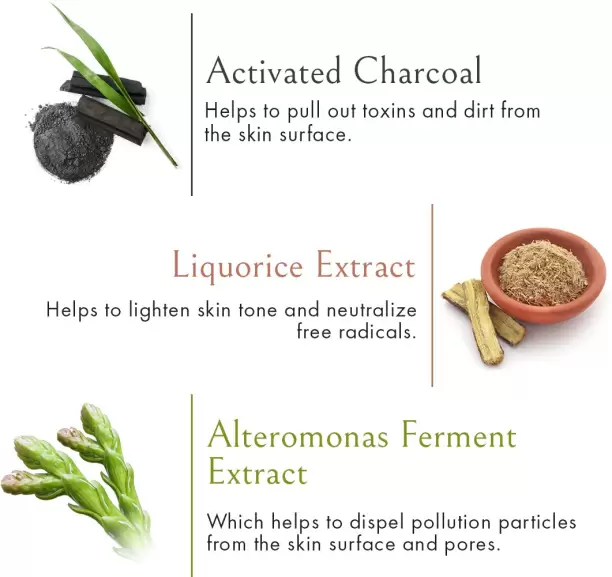 Activated Charcoal
Helps to pull out toxins and dirt from
the skin surface.
Liquorice Extract
Helps to lighten skin tone and neutralize
free radicals.
Alteromonas Ferment
Extract
Which helps to dispel pollution particles
from the skin surface and pores.